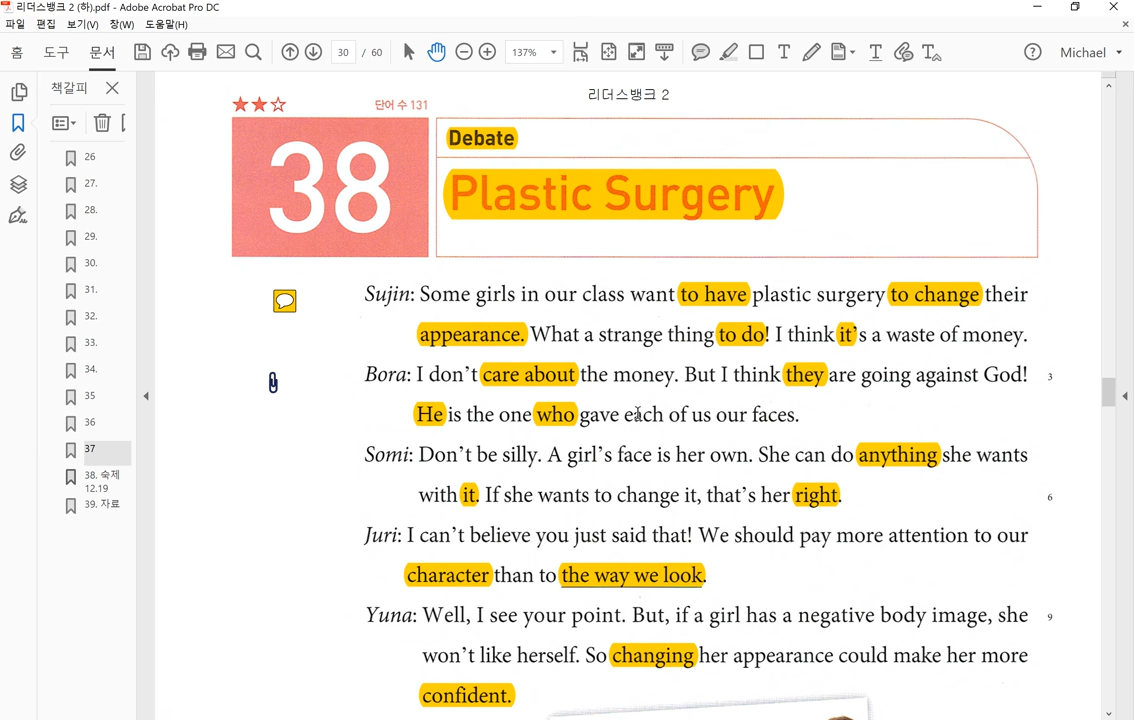 리더스뱅크 2 (하).pdf - Adobe Acrobat Pro DC
파일 편집 보기(V) 창(W) 도움말(H)
홈 도구 문서 30 / 60 137% Michael
책갈피
26
27.
28.
29.
30.
31.
32.
33.
34.
35
36
37
38. 숙제
12.19
39. 자료
리더스뱅크 2
단어 수 131
38
Debate
Plastic Surgery
Sujin: Some girls in our class want to have plastic surgery to change their
appearance. What a strange thing to do! I think it's a waste of money.
Bora: I don't care about the money. But I think they are going against God! 3
He is the one who gave each of us our faces.
Somi: Don't be silly. A girl's face is her own. She can do anything she wants
with it. If she wants to change it, that's her right. 6
Juri: I can't believe you just said that! We should pay more attention to our
character than to the way we look.
Yuna: Well, I see your point. But, if a girl has a negative body image, she 9
won't like herself. So changing her appearance could make her more
confident.